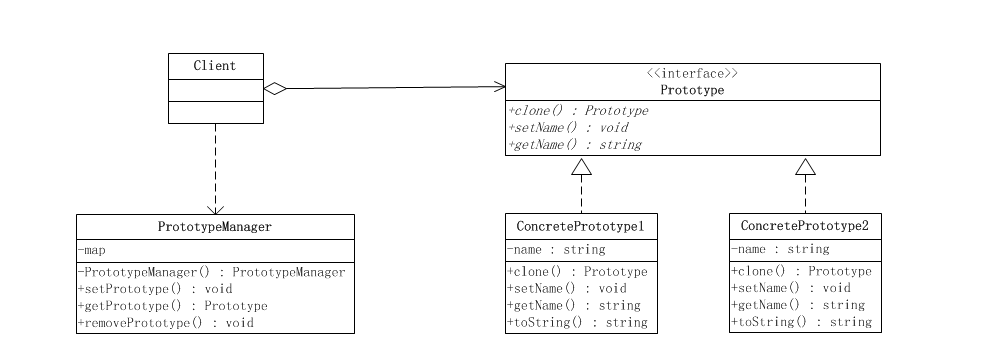 Client
<<interface>>
Prototype
+clone() : Prototype
+setName() : void
+getName() : string
PrototypeManager
-map
-PrototypeManager() : PrototypeManager
+setPrototype() : void
+getPrototype() : Prototype
+removePrototype() : void
ConcretePrototype1
-name : string
+clone() : Prototype
+setName() : void
+getName() : string
+toString() : string
ConcretePrototype2
-name : string
+clone() : Prototype
+setName() : void
+getName() : string
+toString() : string